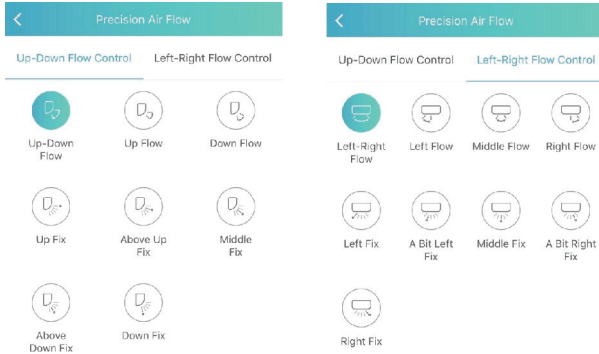 Precision Air Flow
Up-Down Flow Control
Left-Right Flow Control
Up-Down
Flow
Up Flow
Down Flow
Up Fix
Above Up
Fix
Middle
Fix
Above
Down Fix
Down Fix
Precision Air Flow
Up-Down Flow Control
Left-Right Flow Control
Left-Right
Flow
Left Flow
Middle Flow
Right Flow
Left Fix
A Bit Left
Fix
Middle Fix
A Bit Right
Fix
Right Fix